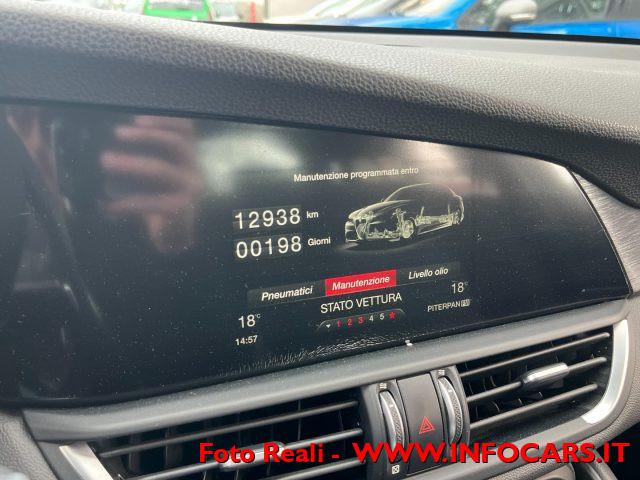 Manutenzione programmata entro
12938 km
00198 Giorni
Pneumatici Manutenzione Livello olio
18°C STATO VETTURA 18°C
14:57 1 2 3 4 5 PITERPAN
Foto Reali - WWW.INFOCARS.IT